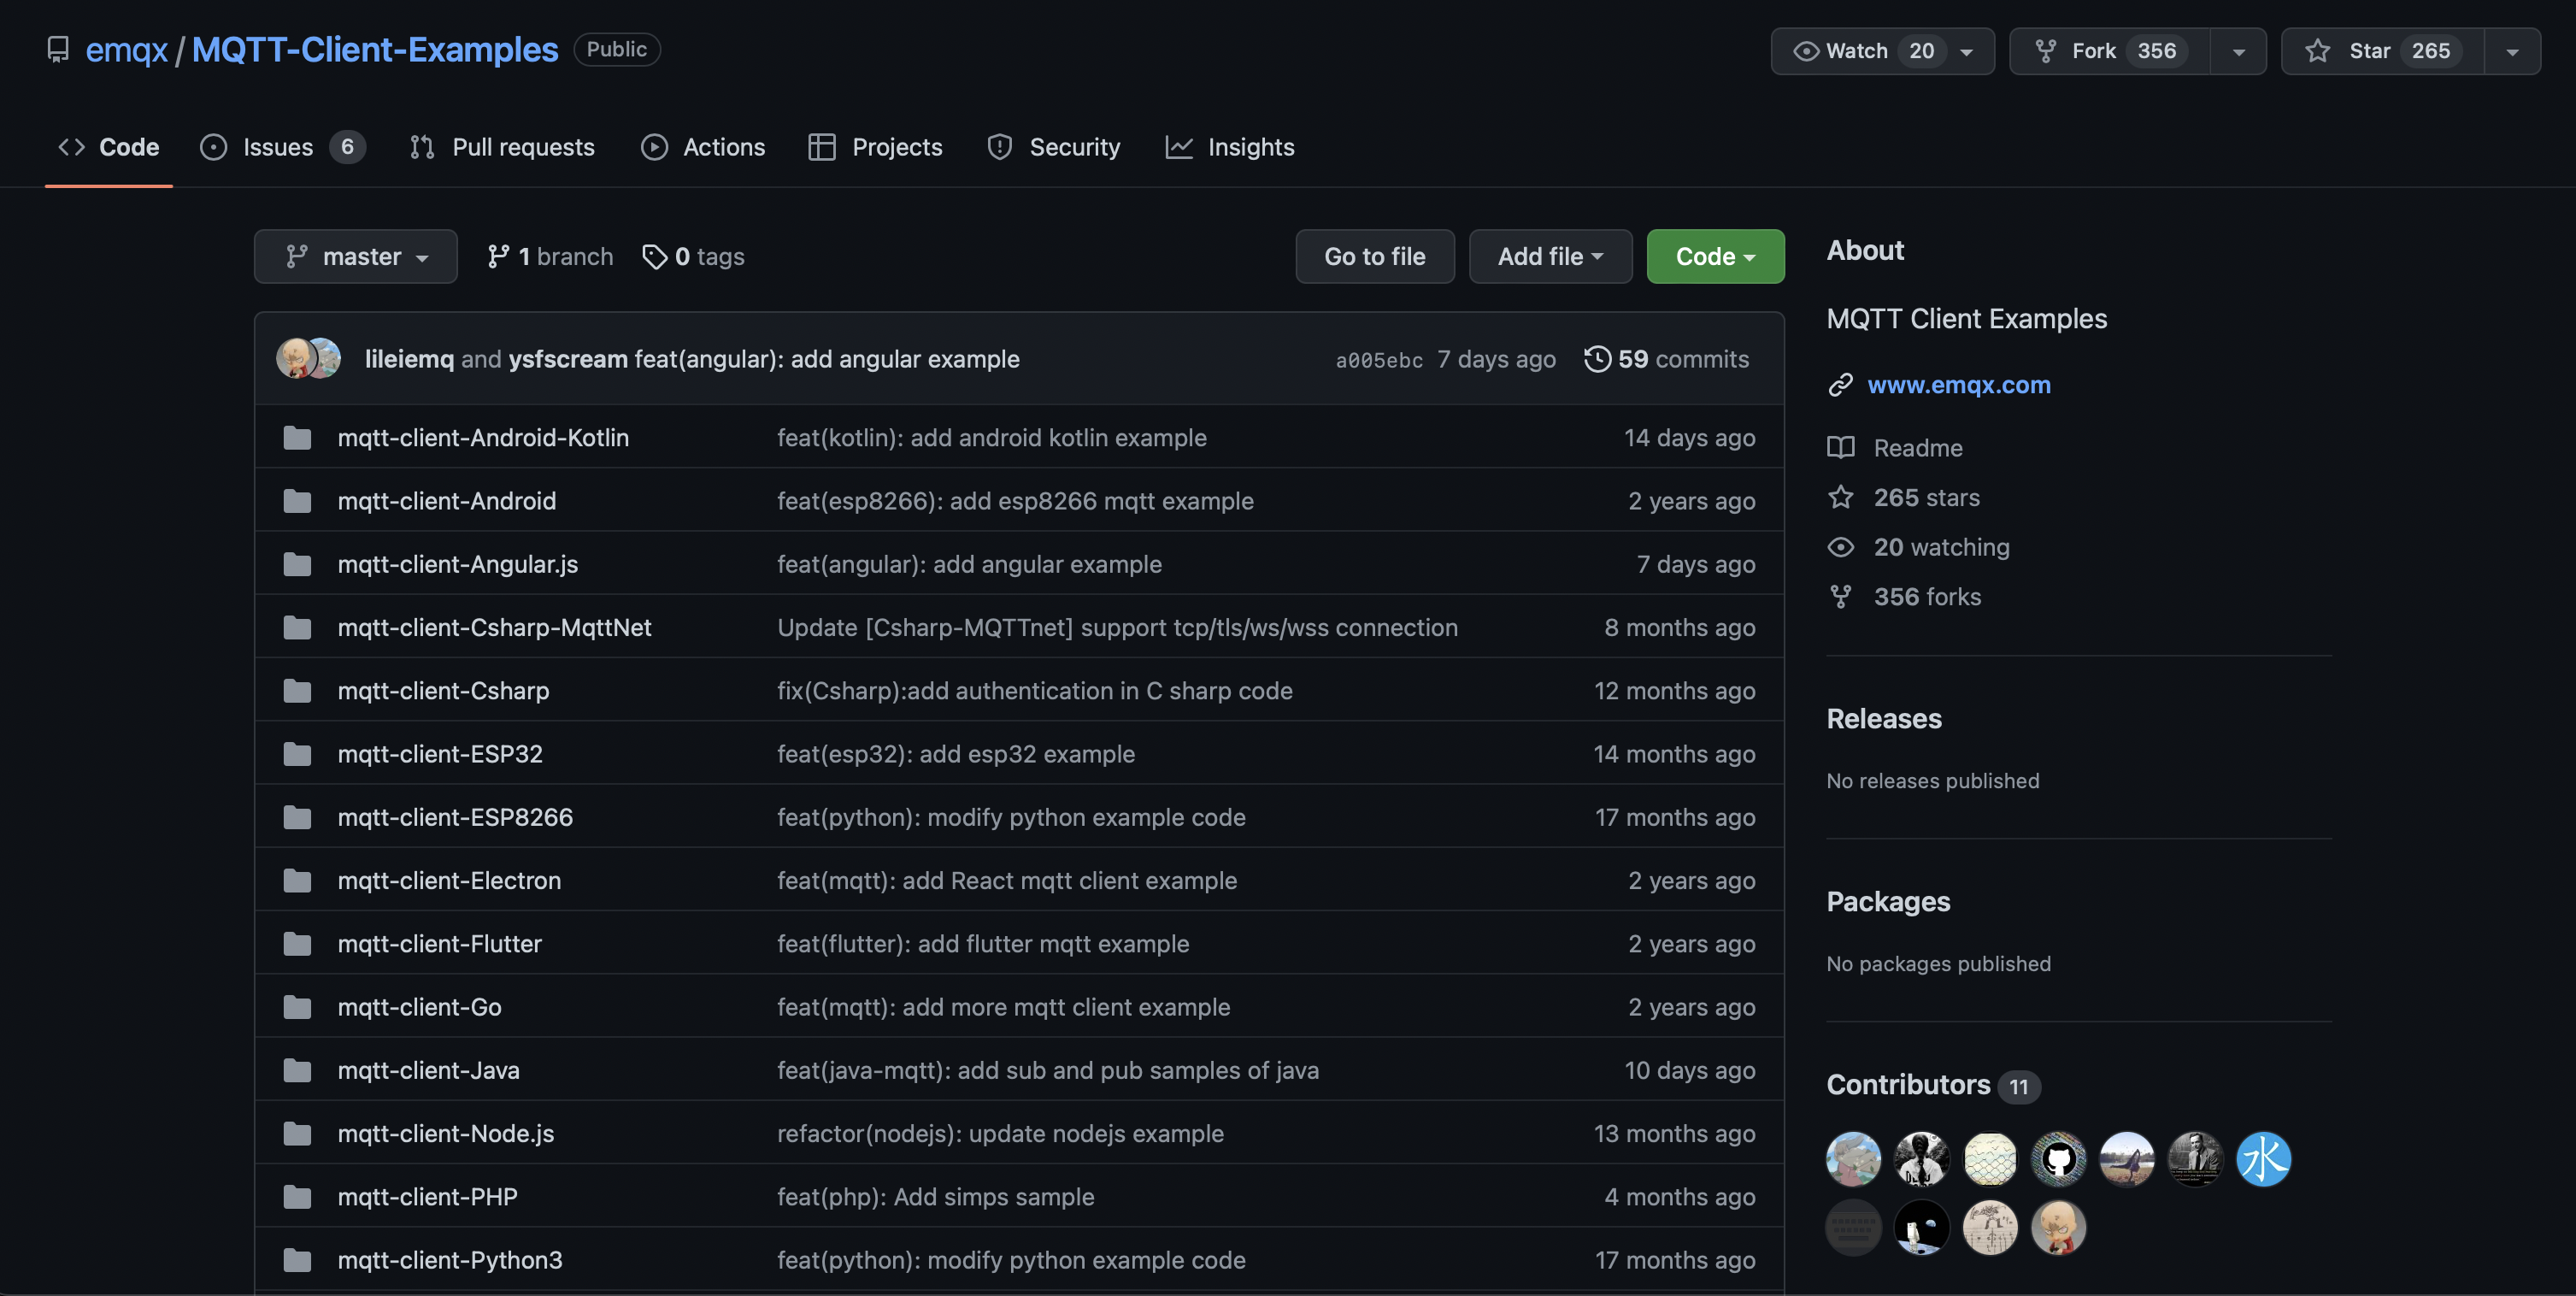 emqx / MQTT-Client-Examples Public
Watch 20 Fork 356 Star 265
Code Issues 6 Pull requests Actions Projects Security Insights
master 1 branch 0 tags Go to file Add file Code
lileiemq and ysfscream feat(angular): add angular example a005ebc 7 days ago 59 commits
mqtt-client-Android-Kotlin feat(kotlin): add android kotlin example 14 days ago
mqtt-client-Android feat(esp8266): add esp8266 mqtt example 2 years ago
mqtt-client-Angular.js feat(angular): add angular example 7 days ago
mqtt-client-Csharp-MqttNet Update [Csharp-MQTTnet] support tcp/tls/ws/wss connection 8 months ago
mqtt-client-Csharp fix(Csharp):add authentication in C sharp code 12 months ago
mqtt-client-ESP32 feat(esp32): add esp32 example 14 months ago
mqtt-client-ESP8266 feat(python): modify python example code 17 months ago
mqtt-client-Electron feat(mqtt): add React mqtt client example 2 years ago
mqtt-client-Flutter feat(flutter): add flutter mqtt example 2 years ago
mqtt-client-Go feat(mqtt): add more mqtt client example 2 years ago
mqtt-client-Java feat(java-mqtt): add sub and pub samples of java 10 days ago
mqtt-client-Node.js refactor(nodejs): update nodejs example 13 months ago
mqtt-client-PHP feat(php): Add simps sample 4 months ago
mqtt-client-Python3 feat(python): modify python example code 17 months ago
About
MQTT Client Examples
www.emqx.com
Readme
265 stars
20 watching
356 forks
Releases
No releases published
Packages
No packages published
Contributors 11
水